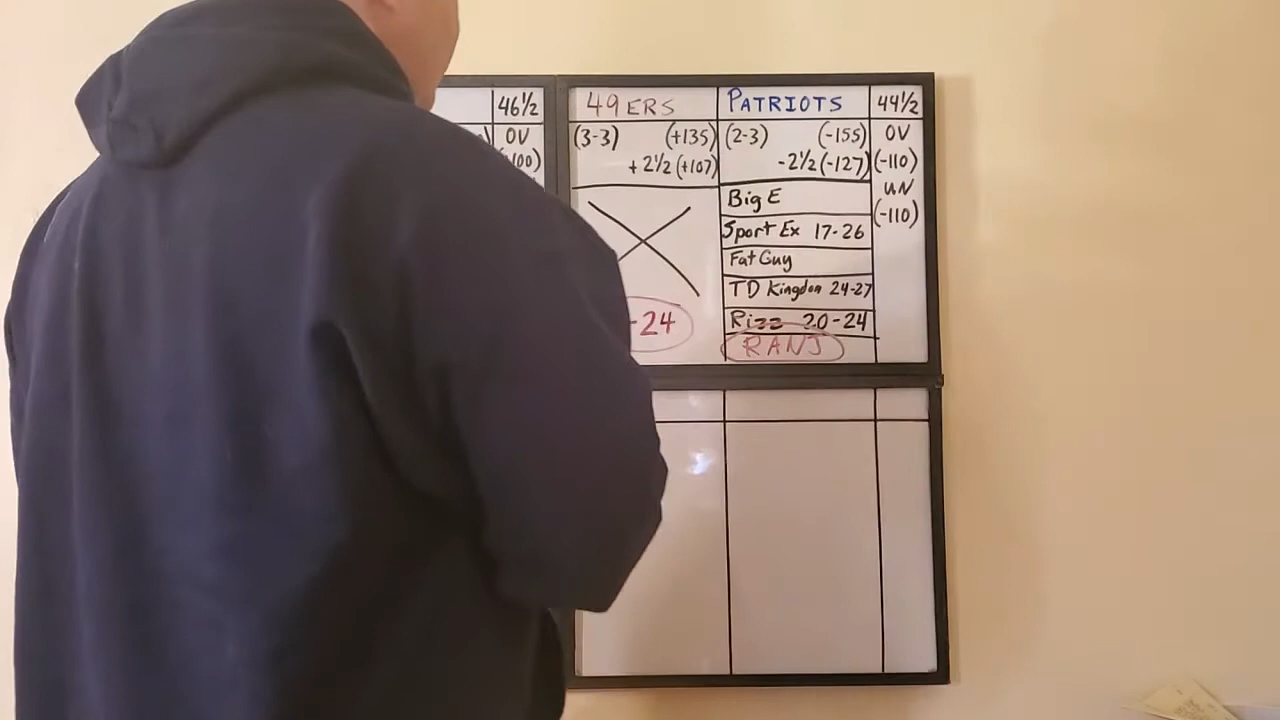 46½
OV
49ERS
(3-3) (+135)
+2½ (+107)
-24
PATRIOTS
(2-3) (-155)
-2½ (-127)
Big E
Sport Ex 17-26
Fat Guy
TD Kingdom 24-27
Rizz 20-24
RANJ
44½
OV
(-110)
UN
(-110)